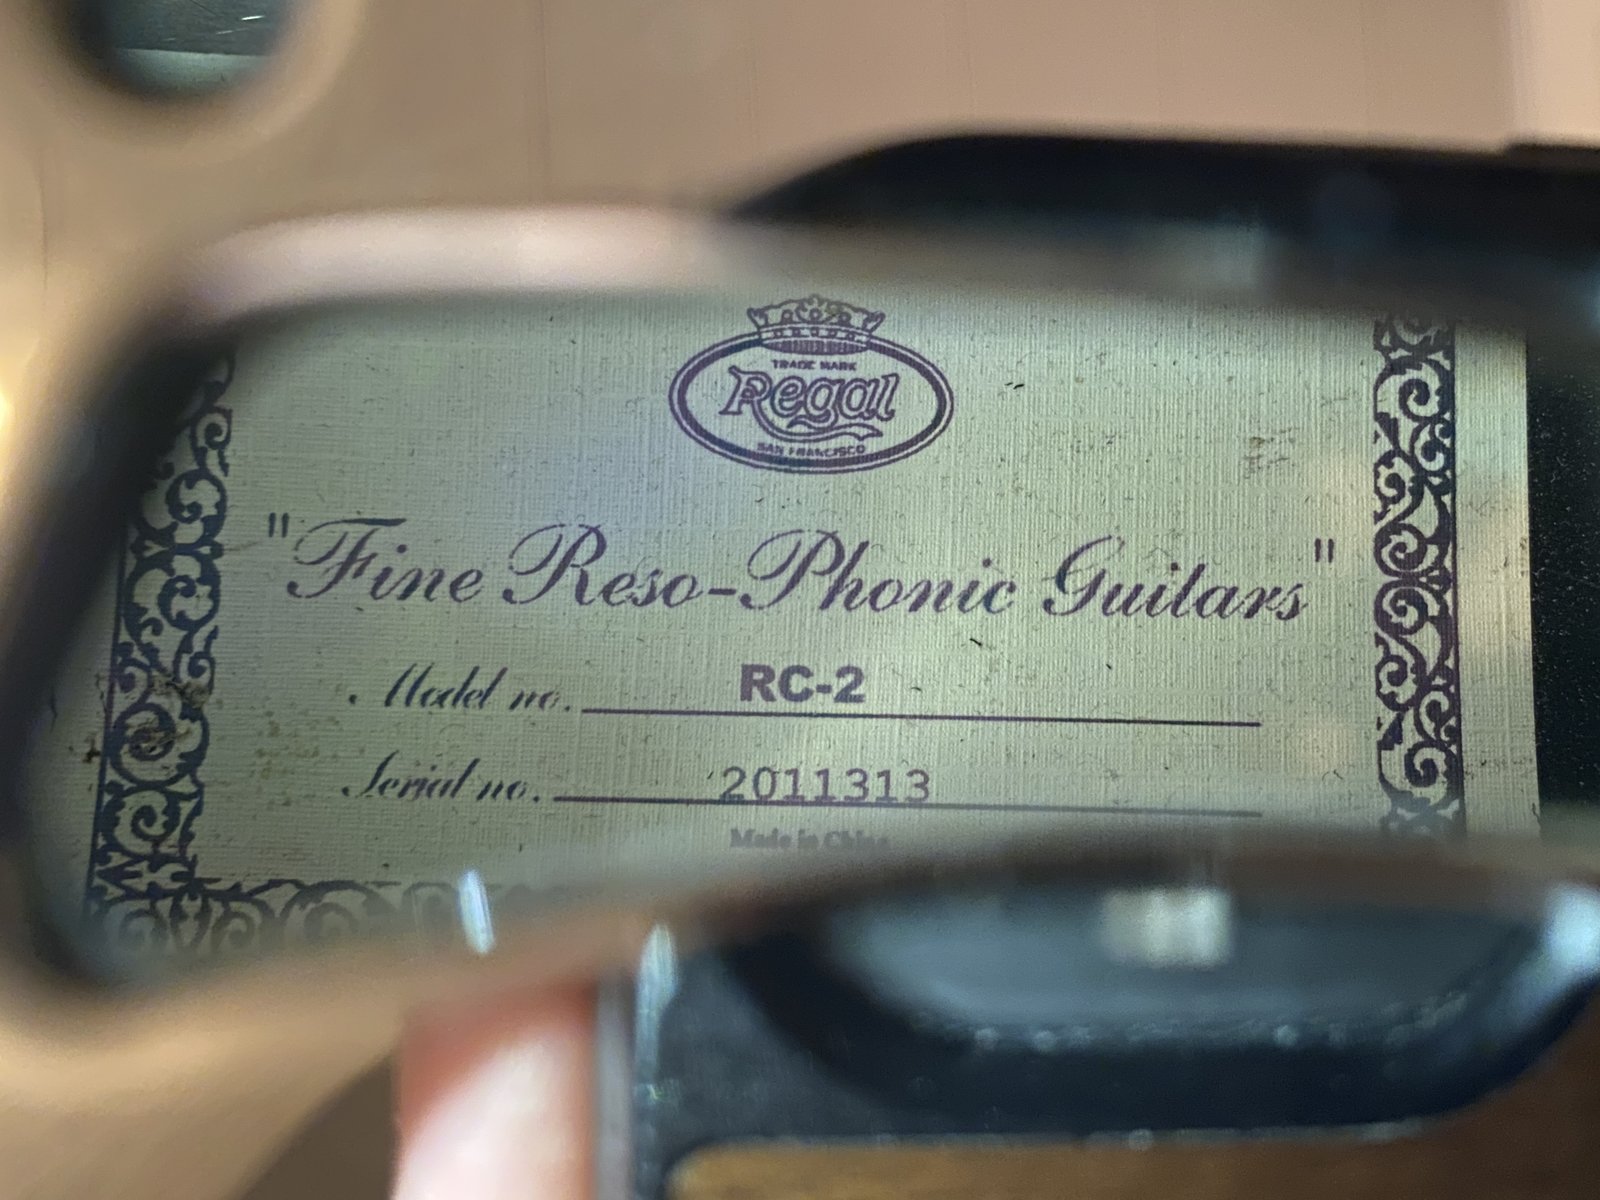 TRADE MARK
Regal
SAN FRANCISCO
"Fine Reso-Phonic Guitars"
Model no. RC-2
Serial no. 2011313
Made in China